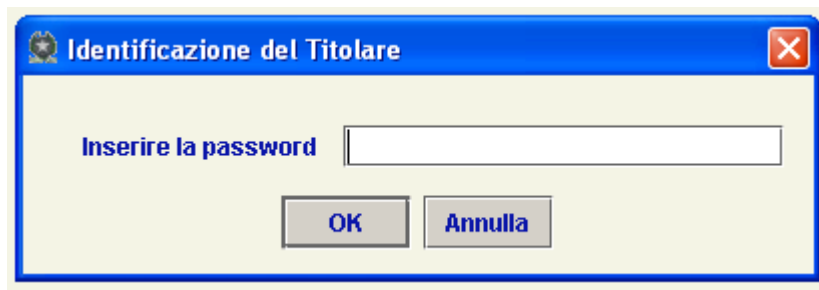 Identificazione del Titolare
Inserire la password
OK Annulla